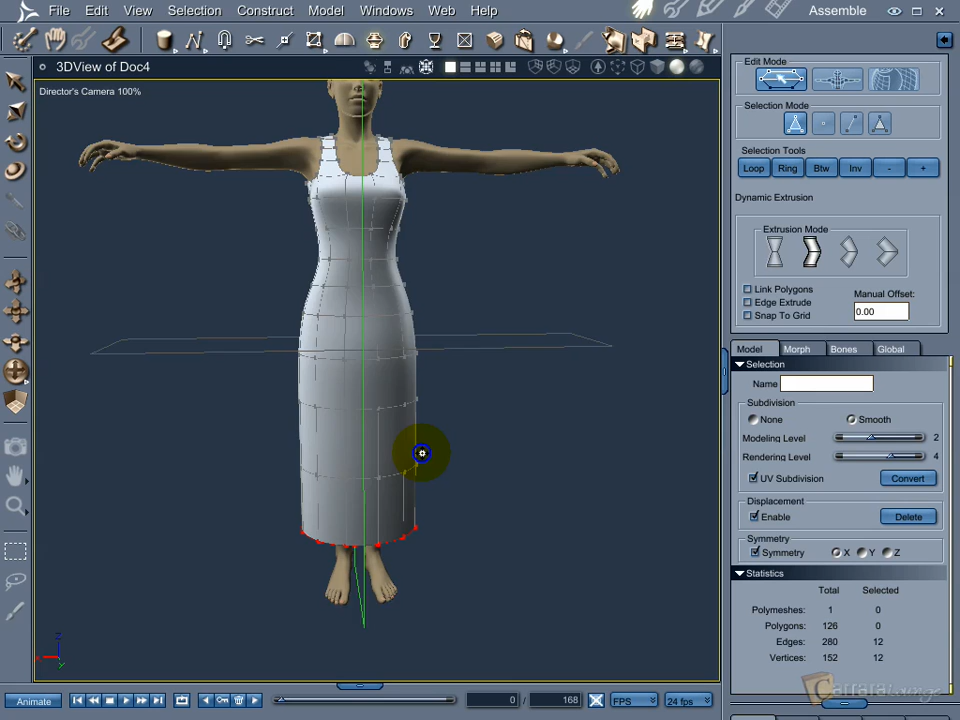 File Edit View Selection Construct Model Windows Web Help
Assemble
3DView of Doc4
Director's Camera 100%
Edit Mode
Selection Mode
Selection Tools
Loop Ring Btw Inv - +
Dynamic Extrusion
Extrusion Mode
Link Polygons
Edge Extrude
Snap To Grid
Manual Offset:
0.00
Model Morph Bones Global
Selection
Name
Subdivision
None Smooth
Modeling Level 2
Rendering Level 4
UV Subdivision Convert
Displacement
Enable Delete
Symmetry
Symmetry X Y Z
Statistics
Total Selected
Polymeshes: 1 0
Polygons: 126 0
Edges: 280 12
Vertices: 152 12
Z
X
Y
Animate
0 / 168
FPS
24 fps